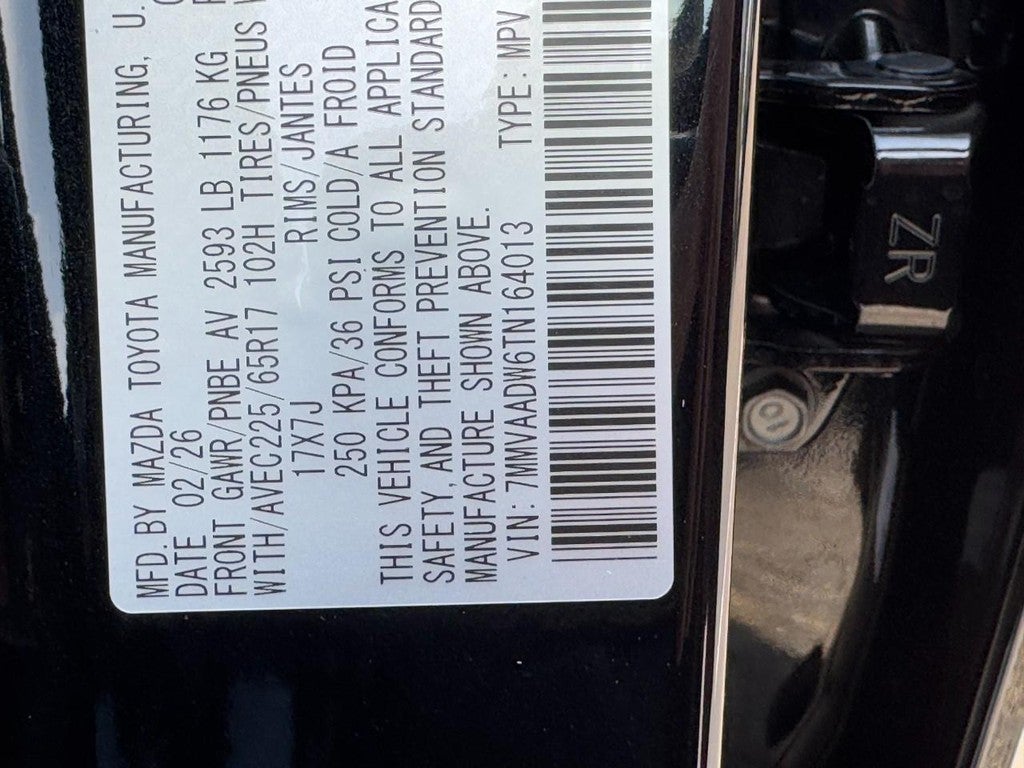 MFD. BY MAZDA TOYOTA MANUFACTURING, U.
DATE 02/26
FRONT GAWR/PNBE AV 2593 LB 1176 KG
WITH/AVEC225/65R17 102H TIRES/PNEUS
17X7J RIMS/JANTES
250 KPA/36 PSI COLD/A FROID
THIS VEHICLE CONFORMS TO ALL APPLICA
SAFETY, AND THEFT PREVENTION STANDARD
MANUFACTURE SHOWN ABOVE.
VIN: 7MMVAADW6TN164013 TYPE: MPV
ZR